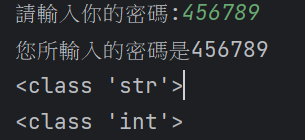 請輸入你的密碼:456789
您所輸入的密碼是456789
<class 'str'>
<class 'int'>